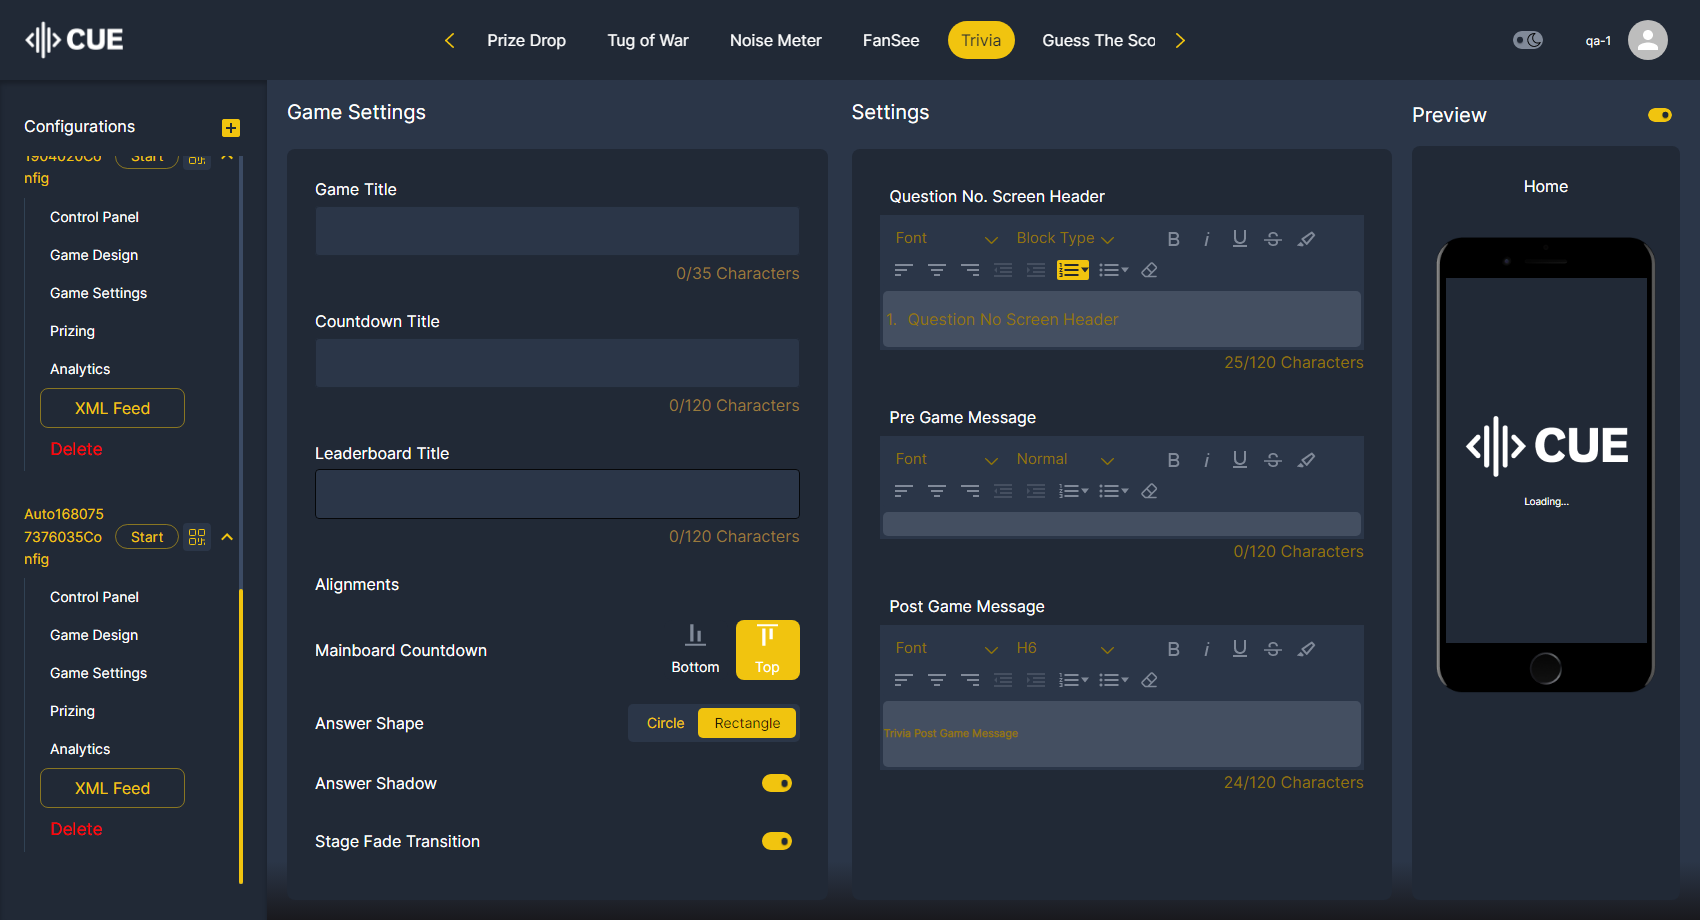 CUE
Prize Drop
Tug of War
Noise Meter
FanSee
Trivia
Guess The Sco
qa-1
Configurations
1904020Co
nfig
Start
Control Panel
Game Design
Game Settings
Prizing
Analytics
XML Feed
Delete
Auto168075
7376035Co
nfig
Start
Control Panel
Game Design
Game Settings
Prizing
Analytics
XML Feed
Delete
Game Settings
Game Title
0/35 Characters
Countdown Title
0/120 Characters
Leaderboard Title
0/120 Characters
Alignments
Mainboard Countdown
Bottom
Top
Answer Shape
Circle
Rectangle
Answer Shadow
Stage Fade Transition
Settings
Question No. Screen Header
Font
Block Type
B i U S
1. Question No Screen Header
25/120 Characters
Pre Game Message
Font
Normal
B i U S
0/120 Characters
Post Game Message
Font
H6
B i U S
Trivia Post Game Message
24/120 Characters
Preview
Home
CUE
Loading...